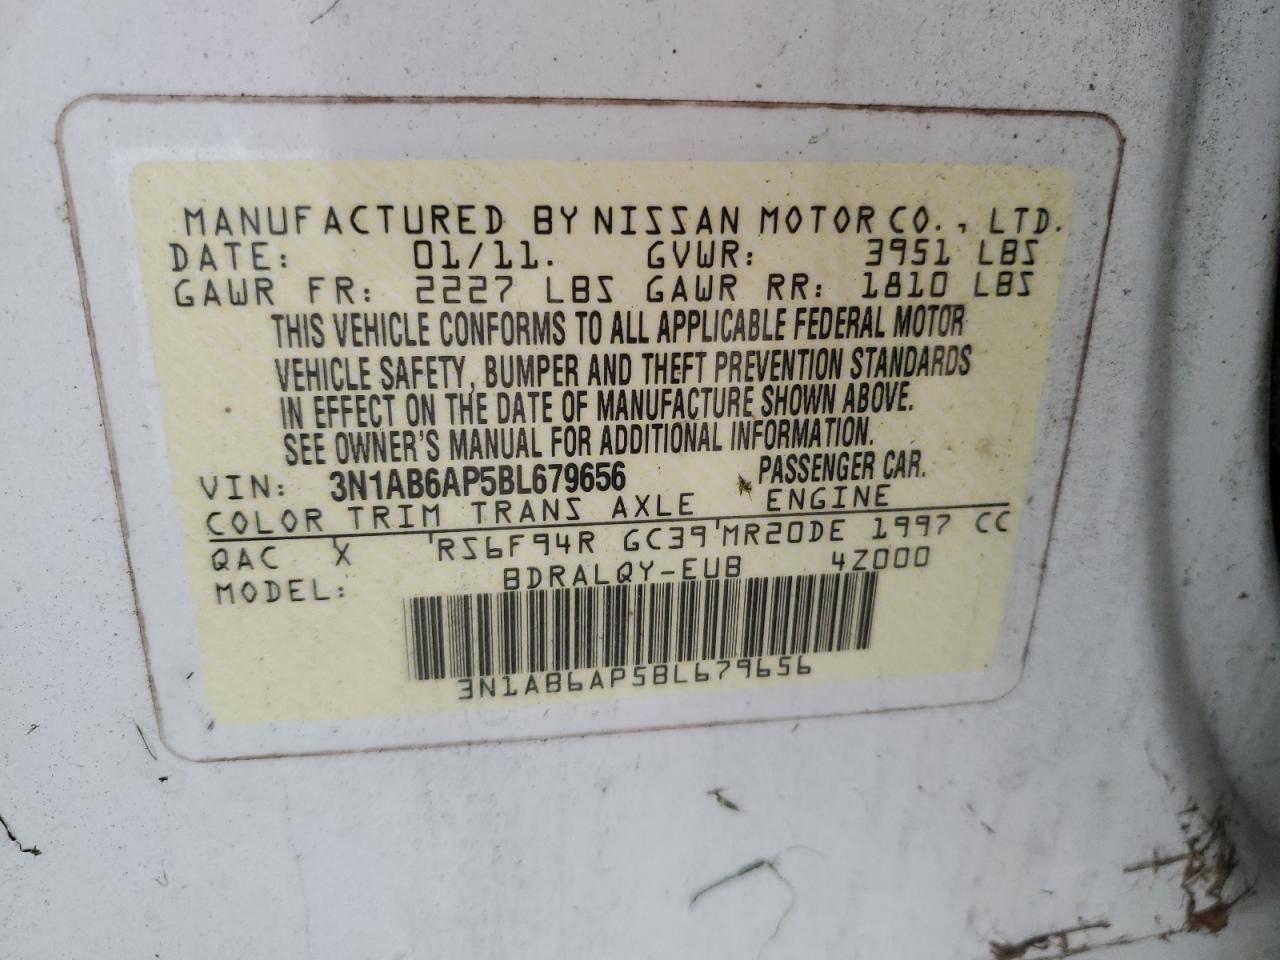 MANUFACTURED BY NISSAN MOTOR CO., LTD.
DATE: 01/11. GVWR: 3951 LBS
GAWR FR: 2227 LBS GAWR RR: 1810 LBS
THIS VEHICLE CONFORMS TO ALL APPLICABLE FEDERAL MOTOR
VEHICLE SAFETY, BUMPER AND THEFT PREVENTION STANDARDS
IN EFFECT ON THE DATE OF MANUFACTURE SHOWN ABOVE.
SEE OWNER'S MANUAL FOR ADDITIONAL INFORMATION.
VIN: 3N1AB6AP5BL679656 PASSENGER CAR.
COLOR TRIM TRANS AXLE ENGINE
QAC X RS6F94R GC39 MR20DE 1997 CC
MODEL: BDRALQY-EUB 4Z000
3N1AB6AP5BL679656